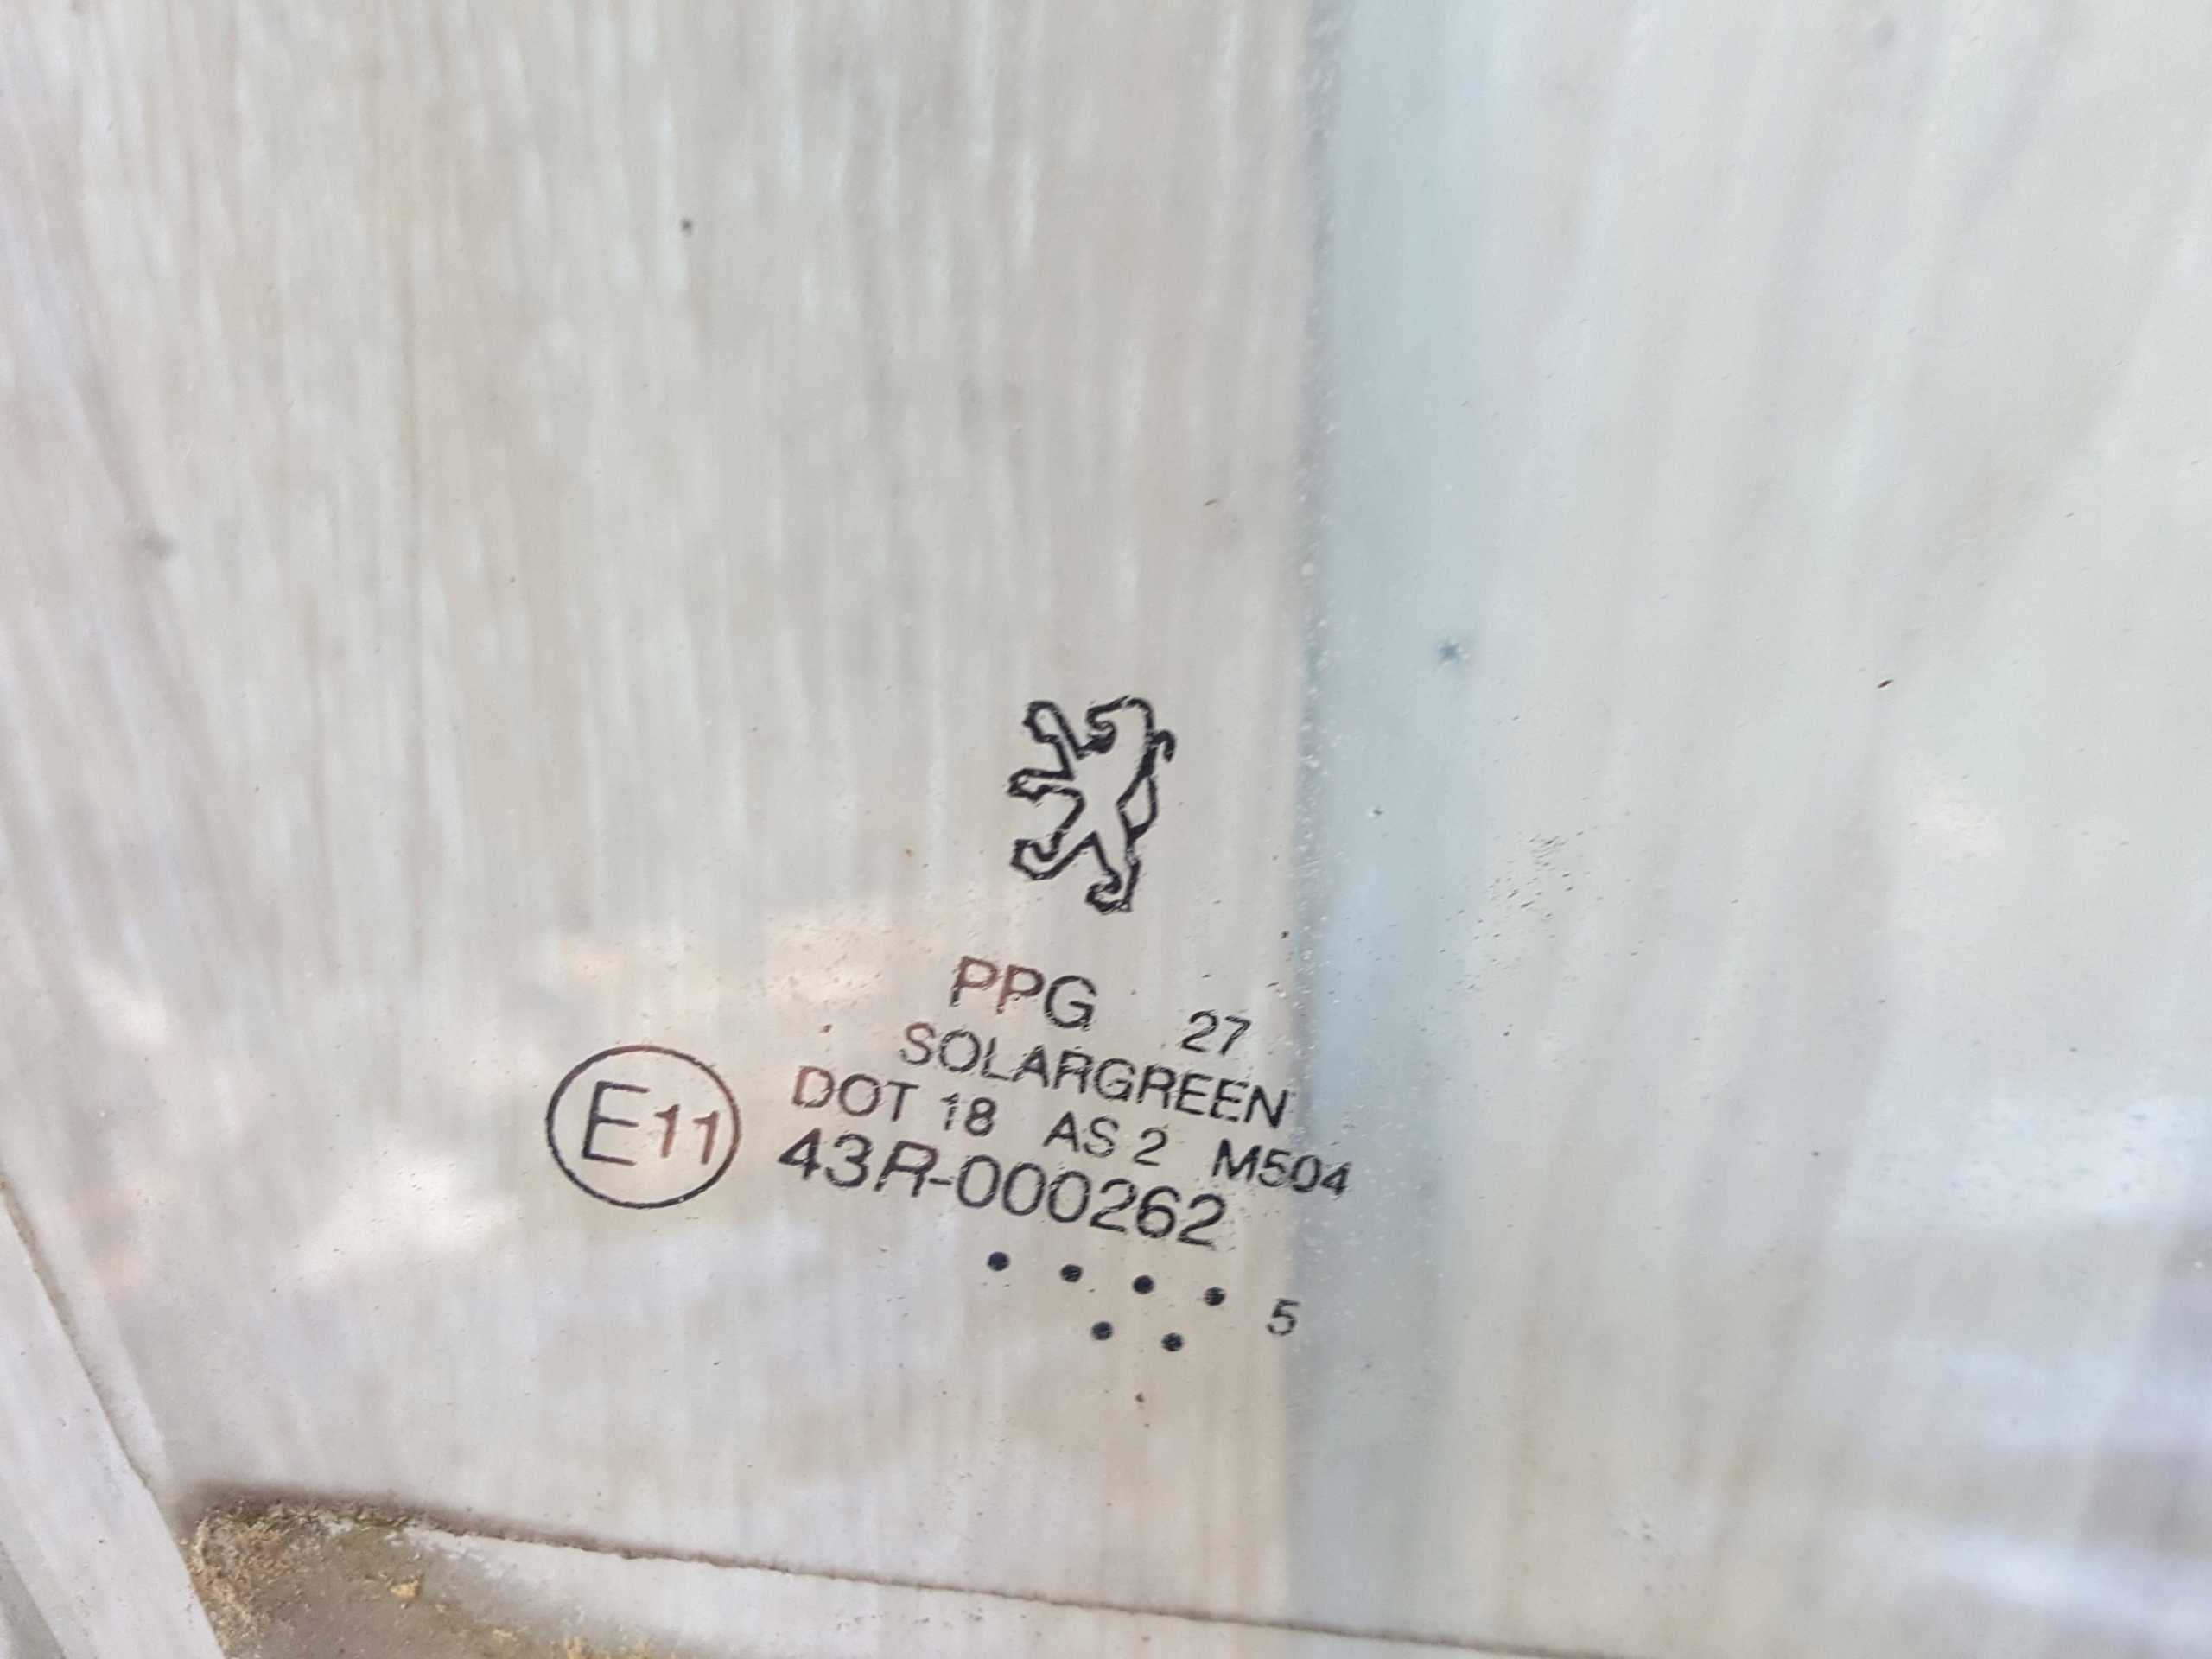 PPG 27
SOLARGREEN
DOT 18 AS 2 M504
E11 43R-000262
• • • • 5
• •